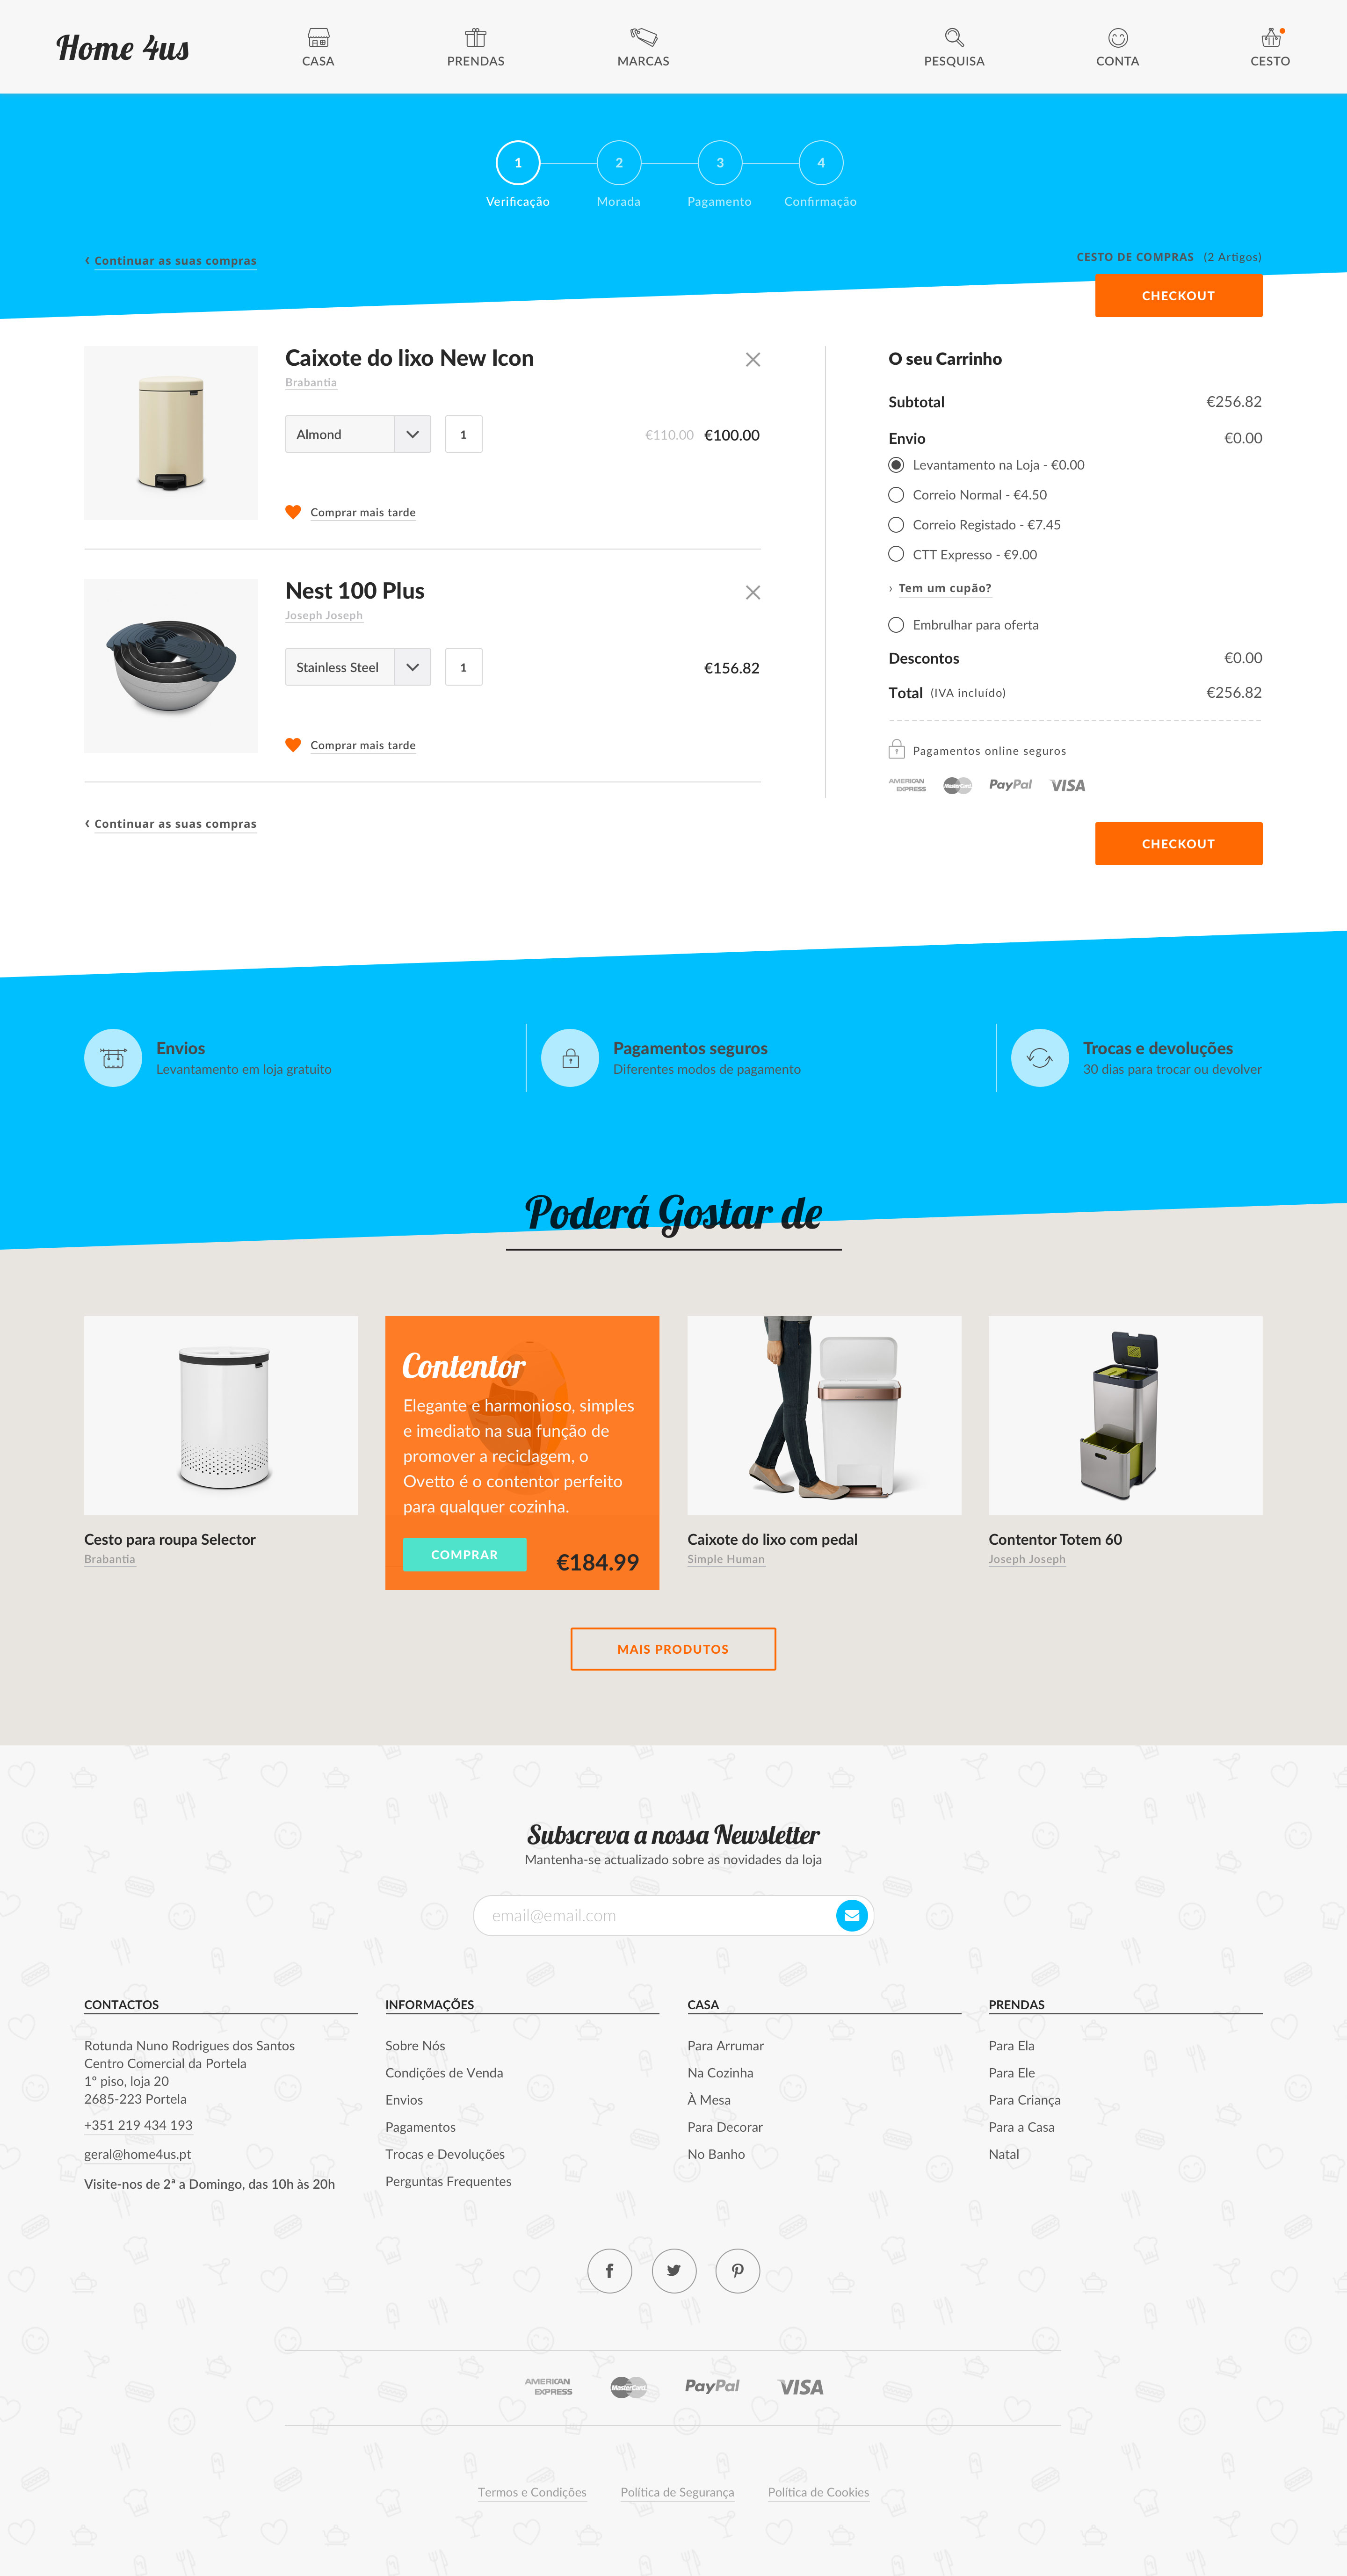 Home 4us
CASA
PRENDAS
MARCAS
PESQUISA
CONTA
CESTO
1
2
3
4
Verificação
Morada
Pagamento
Confirmação
‹ Continuar as suas compras
CESTO DE COMPRAS (2 Artigos)
CHECKOUT
Caixote do lixo New Icon
Brabantia
Almond
1
€110.00 €100.00
Comprar mais tarde
Nest 100 Plus
Joseph Joseph
Stainless Steel
1
€156.82
Comprar mais tarde
‹ Continuar as suas compras
O seu Carrinho
Subtotal €256.82
Envio €0.00
Levantamento na Loja - €0.00
Correio Normal - €4.50
Correio Registado - €7.45
CTT Expresso - €9.00
› Tem um cupão?
Embrulhar para oferta
Descontos €0.00
Total (IVA incluído) €256.82
Pagamentos online seguros
AMERICAN EXPRESS
MasterCard
PayPal
VISA
CHECKOUT
Envios
Levantamento em loja gratuito
Pagamentos seguros
Diferentes modos de pagamento
Trocas e devoluções
30 dias para trocar ou devolver
Poderá Gostar de
Cesto para roupa Selector
Brabantia
Contentor
Elegante e harmonioso, simples
e imediato na sua função de
promover a reciclagem, o
Ovetto é o contentor perfeito
para qualquer cozinha.
COMPRAR
€184.99
Caixote do lixo com pedal
Simple Human
Contentor Totem 60
Joseph Joseph
MAIS PRODUTOS
Subscreva a nossa Newsletter
Mantenha-se actualizado sobre as novidades da loja
email@email.com
CONTACTOS
Rotunda Nuno Rodrigues dos Santos
Centro Comercial da Portela
1º piso, loja 20
2685-223 Portela
+351 219 434 193
geral@home4us.pt
Visite-nos de 2ª a Domingo, das 10h às 20h
INFORMAÇÕES
Sobre Nós
Condições de Venda
Envios
Pagamentos
Trocas e Devoluções
Perguntas Frequentes
CASA
Para Arrumar
Na Cozinha
À Mesa
Para Decorar
No Banho
PRENDAS
Para Ela
Para Ele
Para Criança
Para a Casa
Natal
AMERICAN EXPRESS
MasterCard
PayPal
VISA
Termos e Condições
Política de Segurança
Política de Cookies